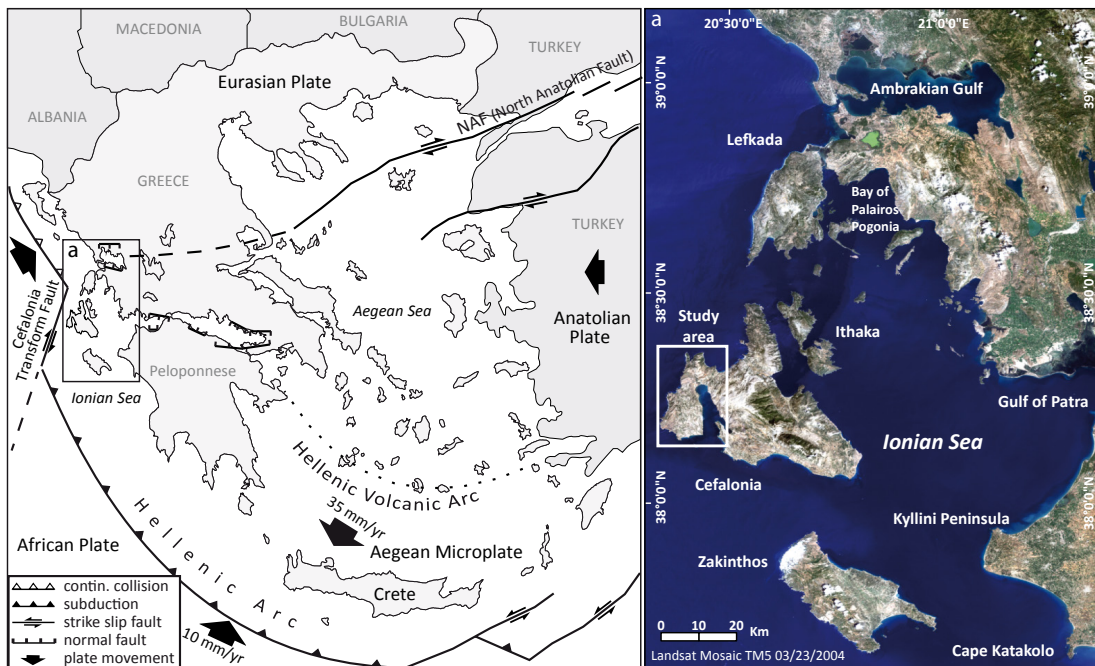 MACEDONIA
BULGARIA
TURKEY
Eurasian Plate
NAF (North Anatolian Fault)
ALBANIA
GREECE
TURKEY
a
Cefalonia
Transform Fault
Aegean Sea
Anatolian
Plate
Peloponnese
Ionian Sea
Hellenic Volcanic Arc
35 mm/yr
Hellenic Arc
African Plate
Aegean Microplate
Crete
10 mm/yr
contin. collision
subduction
strike slip fault
normal fault
plate movement
a
20°30'0"E
21°0'0"E
39°0'0"N
39°0'0"N
Ambrakian Gulf
Lefkada
Bay of
Palairos
Pogonia
38°30'0"N
38°30'0"N
Study
area
Ithaka
Gulf of Patra
Ionian Sea
Cefalonia
38°0'0"N
38°0'0"N
Kyllini Peninsula
Zakinthos
0 10 20
Km
Cape Katakolo
Landsat Mosaic TM5 03/23/2004